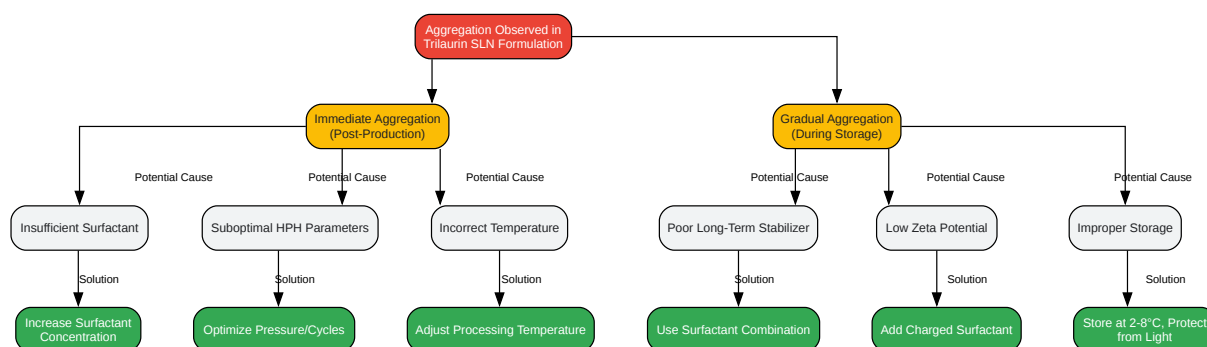 Aggregation Observed in
Trilaurin SLN Formulation
Immediate Aggregation
(Post-Production)
Gradual Aggregation
(During Storage)
Potential Cause
Potential Cause
Potential Cause
Potential Cause
Potential Cause
Potential Cause
Insufficient Surfactant
Suboptimal HPH Parameters
Incorrect Temperature
Poor Long-Term Stabilizer
Low Zeta Potential
Improper Storage
Solution
Solution
Solution
Solution
Solution
Solution
Increase Surfactant
Concentration
Optimize Pressure/Cycles
Adjust Processing Temperature
Use Surfactant Combination
Add Charged Surfactant
Store at 2-8°C, Protect
from Light